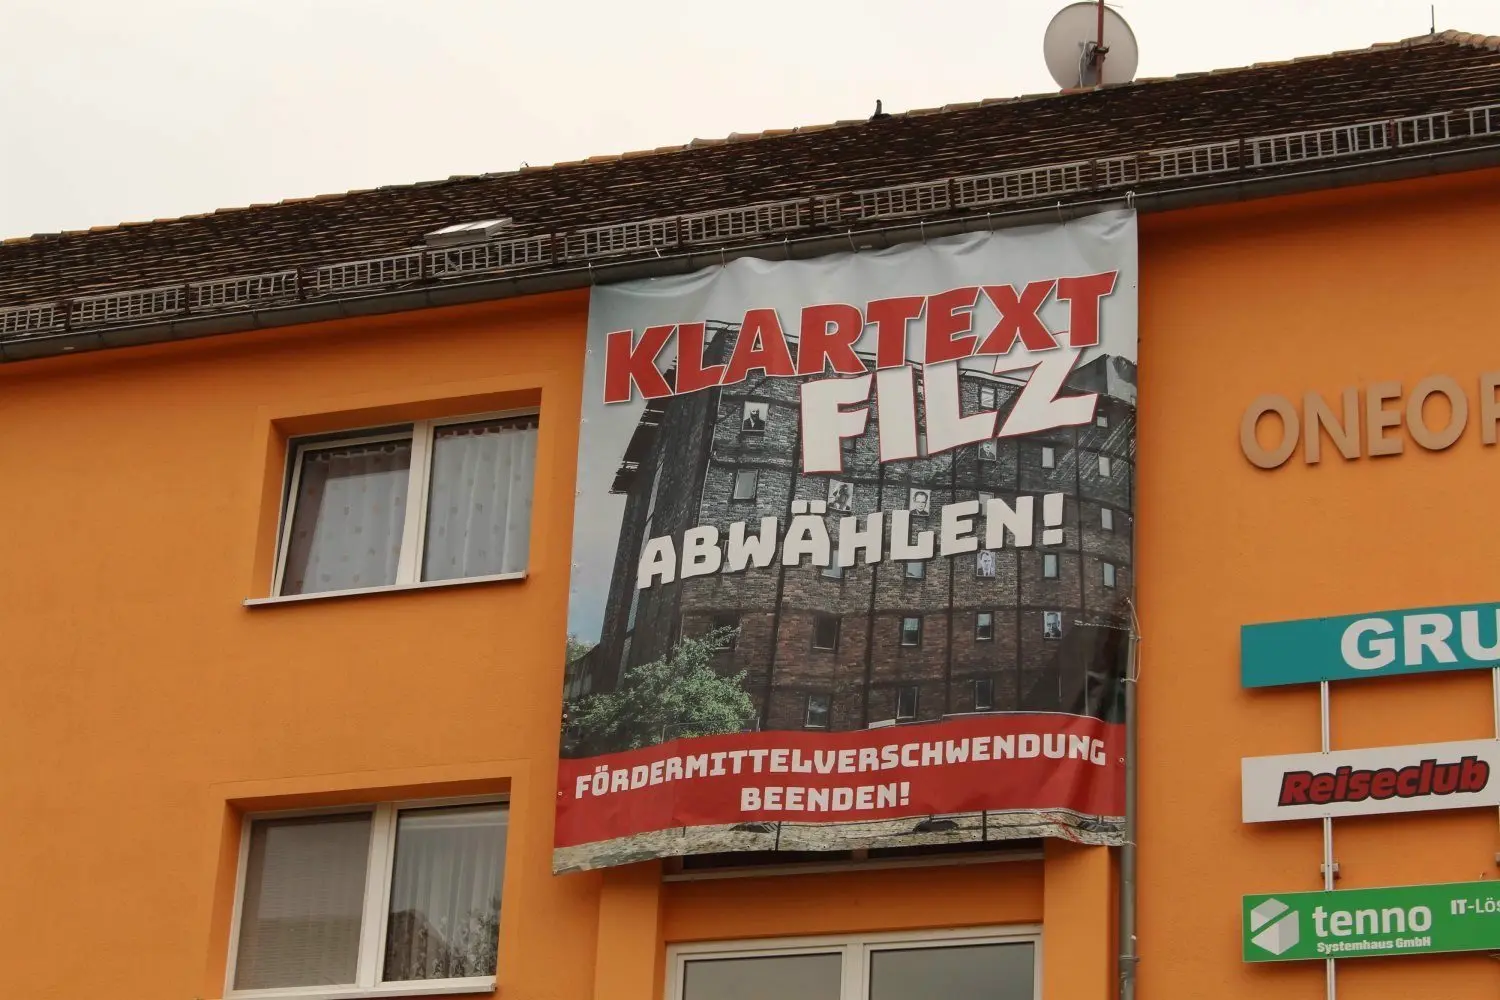 KLARTEXT
FILZ
ABWÄHLEN!
FÖRDERMITTELVERSCHWENDUNG
BEENDEN!
ONEO
GRU
Reiseclub
tenno
Systemhaus GmbH
IT-Lös